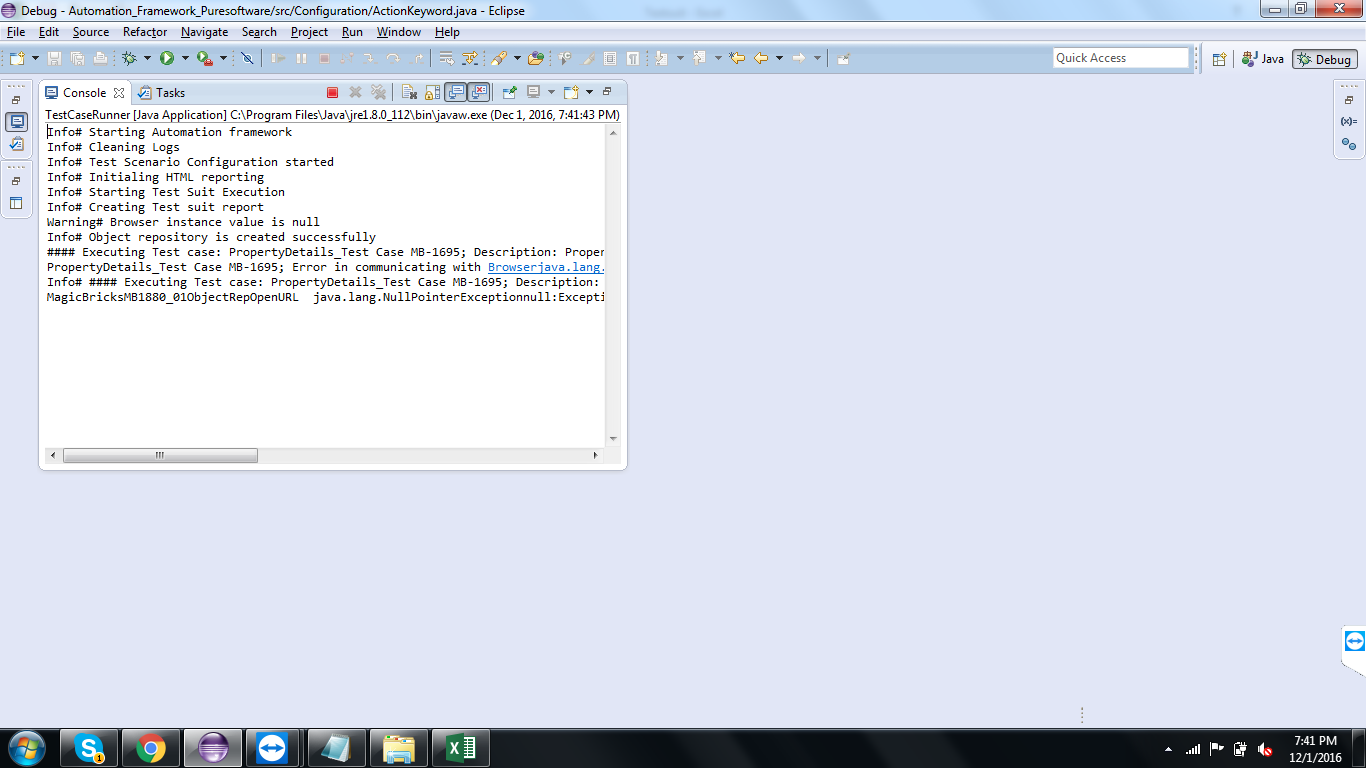 Debug - Automation_Framework_Puresoftware/src/Configuration/ActionKeyword.java - Eclipse
File Edit Source Refactor Navigate Search Project Run Window Help
Quick Access
Java
Debug
Console
Tasks
TestCaseRunner [Java Application] C:\Program Files\Java\jre1.8.0_112\bin\javaw.exe (Dec 1, 2016, 7:41:43 PM)
Info# Starting Automation framework
Info# Cleaning Logs
Info# Test Scenario Configuration started
Info# Initialing HTML reporting
Info# Starting Test Suit Execution
Info# Creating Test suit report
Warning# Browser instance value is null
Info# Object repository is created successfully
#### Executing Test case: PropertyDetails_Test Case MB-1695; Description: Proper
PropertyDetails_Test Case MB-1695; Error in communicating with Browserjava.lang.
Info# #### Executing Test case: PropertyDetails_Test Case MB-1695; Description:
MagicBricksMB1880_01ObjectRepOpenURL  java.lang.NullPointerExceptionnull:Excepti
(x)=
7:41 PM
12/1/2016